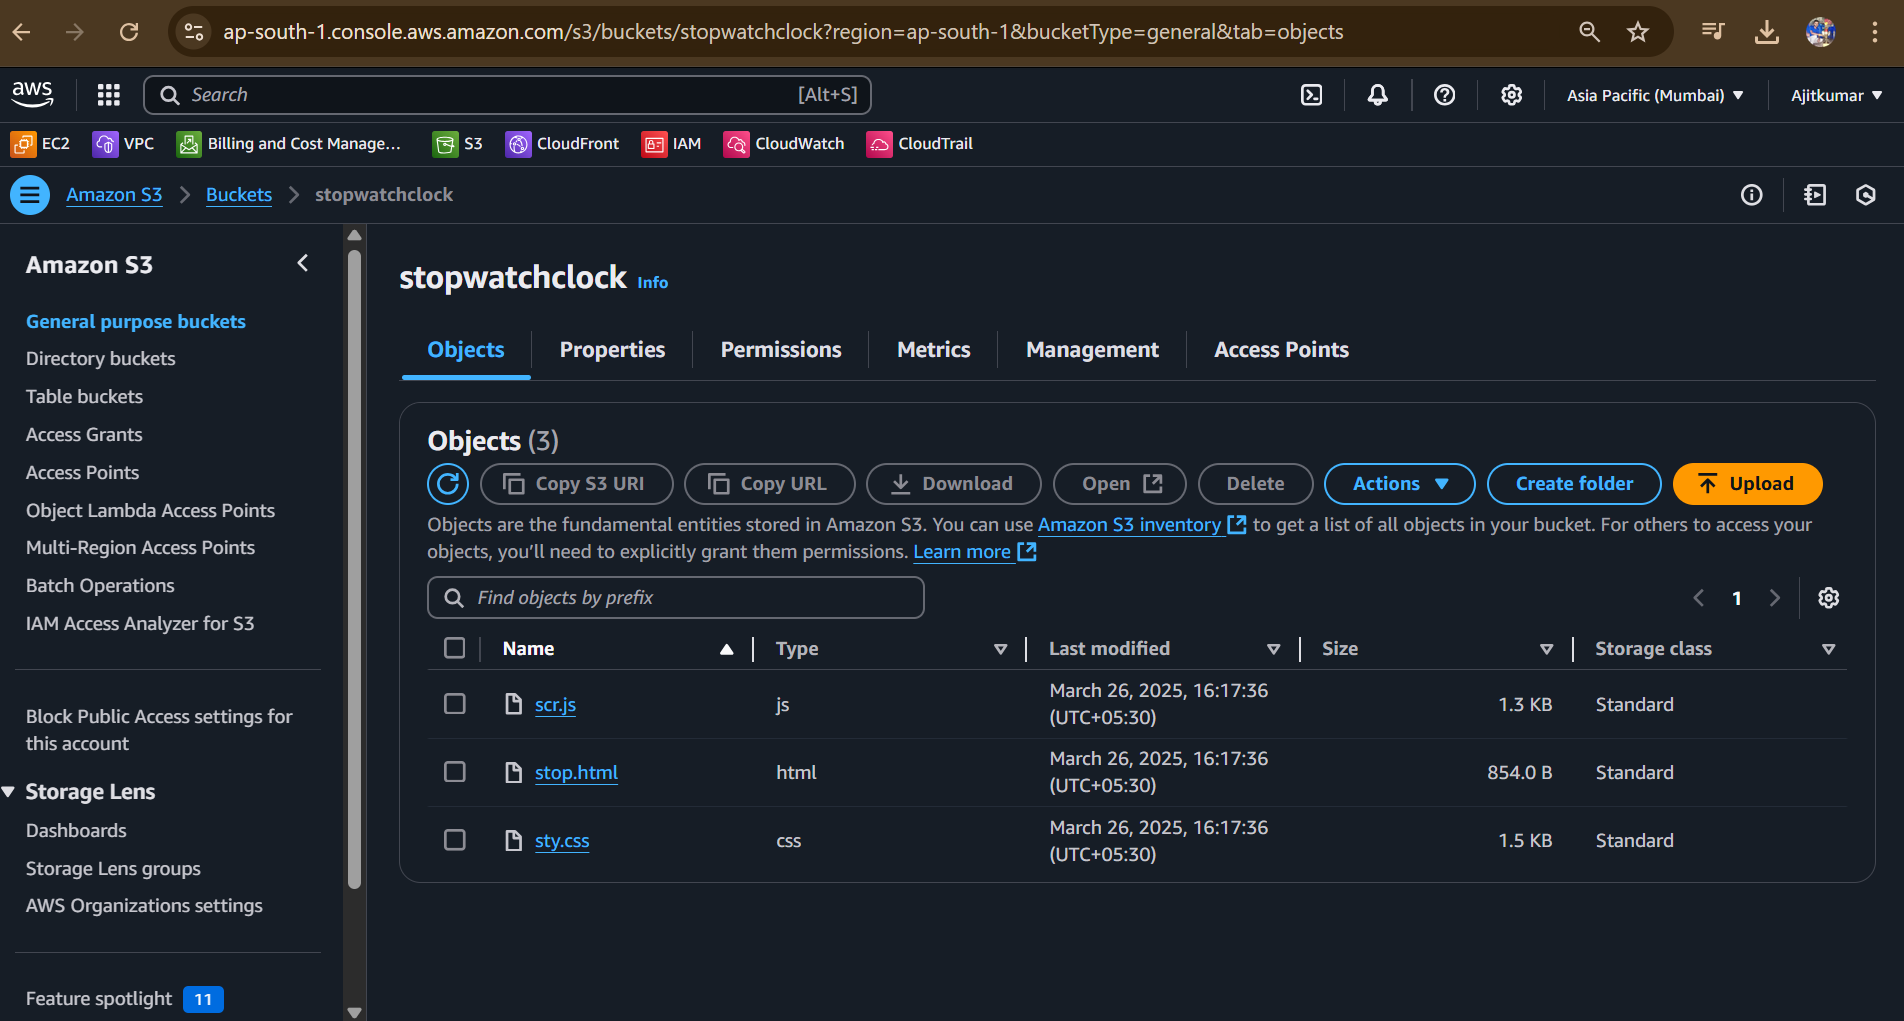 ap-south-1.console.aws.amazon.com/s3/buckets/stopwatchclock?region=ap-south-1&bucketType=general&tab=objects
aws
Search [Alt+S]
Asia Pacific (Mumbai)
Ajitkumar
EC2 VPC Billing and Cost Manage... S3 CloudFront IAM CloudWatch CloudTrail
Amazon S3 Buckets stopwatchclock
Amazon S3
General purpose buckets
Directory buckets
Table buckets
Access Grants
Access Points
Object Lambda Access Points
Multi-Region Access Points
Batch Operations
IAM Access Analyzer for S3
Block Public Access settings for
this account
Storage Lens
Dashboards
Storage Lens groups
AWS Organizations settings
Feature spotlight 11
stopwatchclock Info
Objects Properties Permissions Metrics Management Access Points
Objects (3)
Copy S3 URI Copy URL Download Open Delete Actions Create folder Upload
Objects are the fundamental entities stored in Amazon S3. You can use Amazon S3 inventory to get a list of all objects in your bucket. For others to access your
objects, you'll need to explicitly grant them permissions. Learn more
Find objects by prefix
1
Name Type Last modified Size Storage class
scr.js js March 26, 2025, 16:17:36 (UTC+05:30) 1.3 KB Standard
stop.html html March 26, 2025, 16:17:36 (UTC+05:30) 854.0 B Standard
sty.css css March 26, 2025, 16:17:36 (UTC+05:30) 1.5 KB Standard